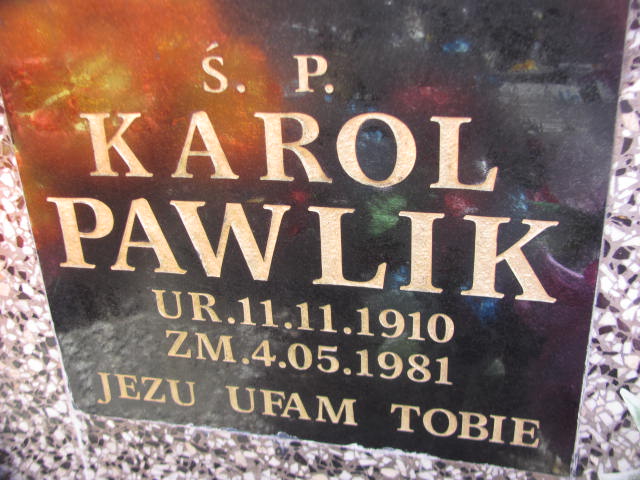 Ś. P.
KAROL
PAWLIK
UR.11.11.1910
ZM.4.05.1981
JEZU UFAM TOBIE